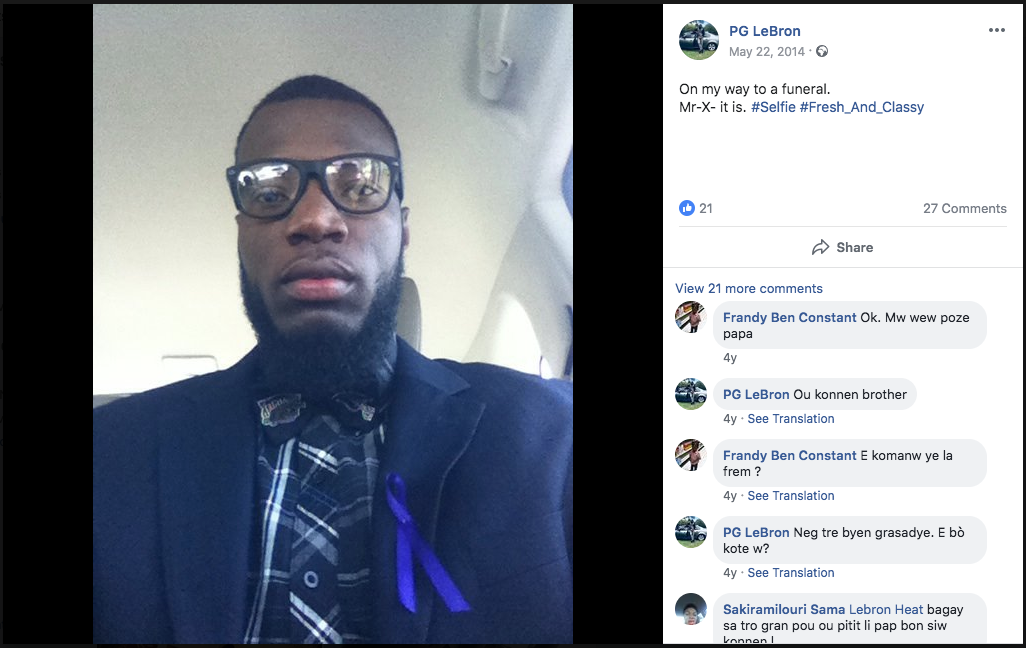 PG LeBron
May 22, 2014 ·
On my way to a funeral.
Mr-X- it is. #Selfie #Fresh_And_Classy
21
27 Comments
Share
View 21 more comments
Frandy Ben Constant Ok. Mw wew poze
papa
4y
PG LeBron Ou konnen brother
4y · See Translation
Frandy Ben Constant E komanw ye la
frem ?
4y · See Translation
PG LeBron Neg tre byen grasadye. E bò
kote w?
4y · See Translation
Sakiramilouri Sama Lebron Heat bagay
sa tro gran pou ou pitit li pap bon siw
konnen !